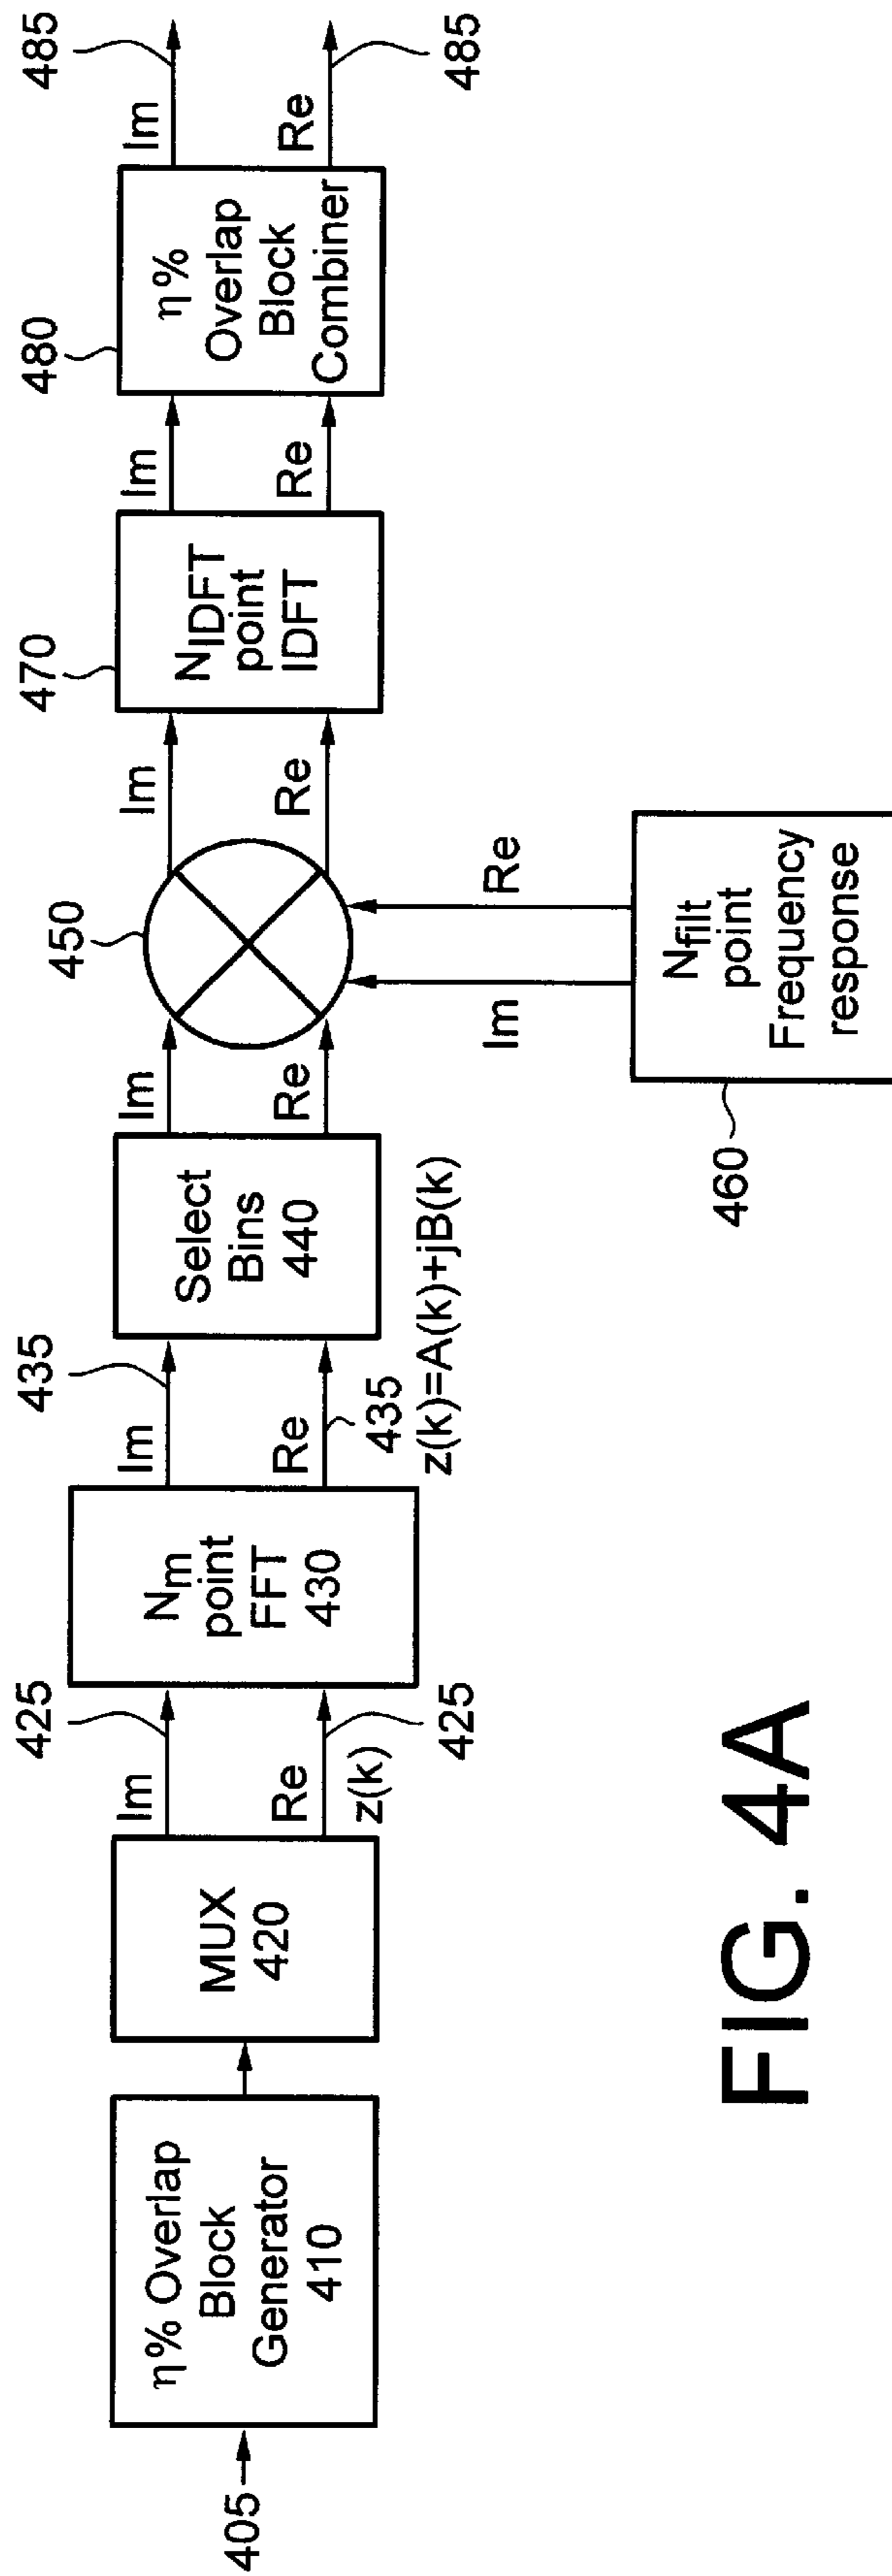 405
η% Overlap
Block
Generator
410
MUX
420
425
Im
Re
z(k)
425
Nm
point
FFT
430
435
Im
Re
435
z(k)=A(k)+jB(k)
Select
Bins
440
Im
Re
450
Im
Re
460
Nfilt
point
Frequency
response
Im
Re
470
NIDFT
point
IDFT
Im
Re
480
η%
Overlap
Block
Combiner
Im
485
Re
485
FIG. 4A